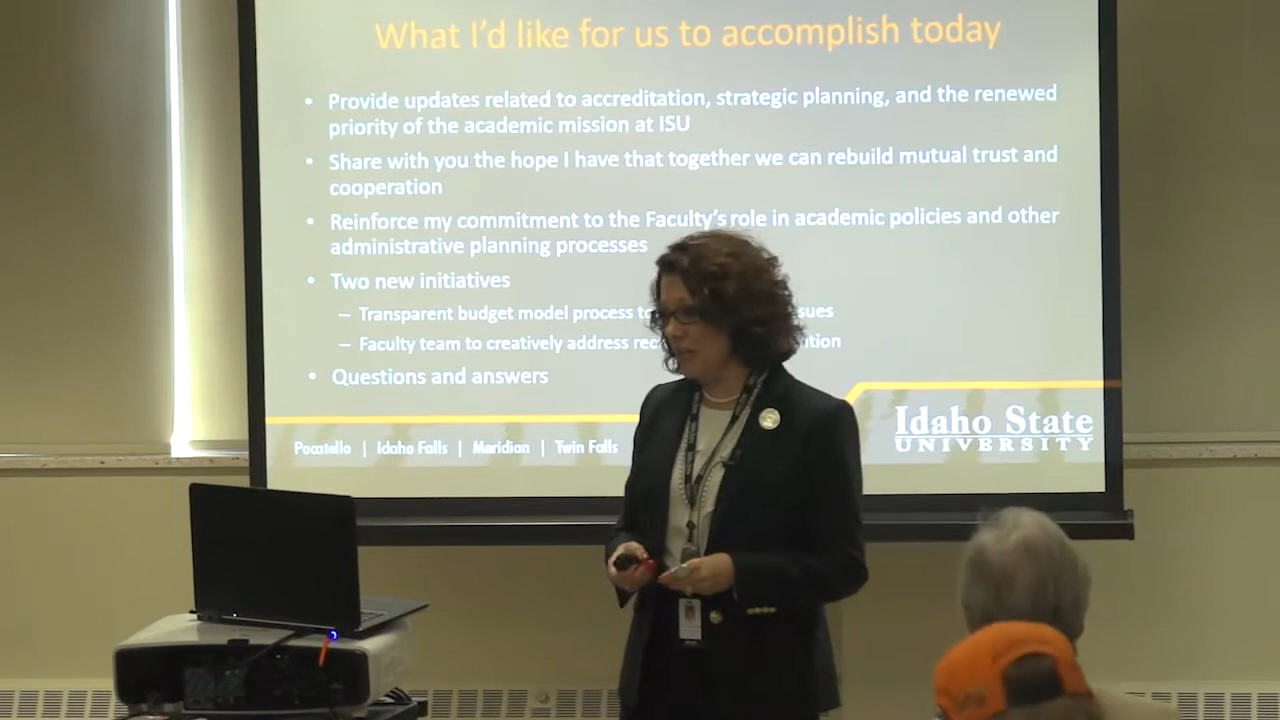 What I'd like for us to accomplish today
• Provide updates related to accreditation, strategic planning, and the renewed
priority of the academic mission at ISU
• Share with you the hope I have that together we can rebuild mutual trust and
cooperation
• Reinforce my commitment to the Faculty's role in academic policies and other
administrative planning processes
• Two new initiatives
– Transparent budget model process
– Faculty team to creatively address
• Questions and answers
Idaho State
UNIVERSITY
Pocatello | Idaho Falls | Meridian | Twin Falls